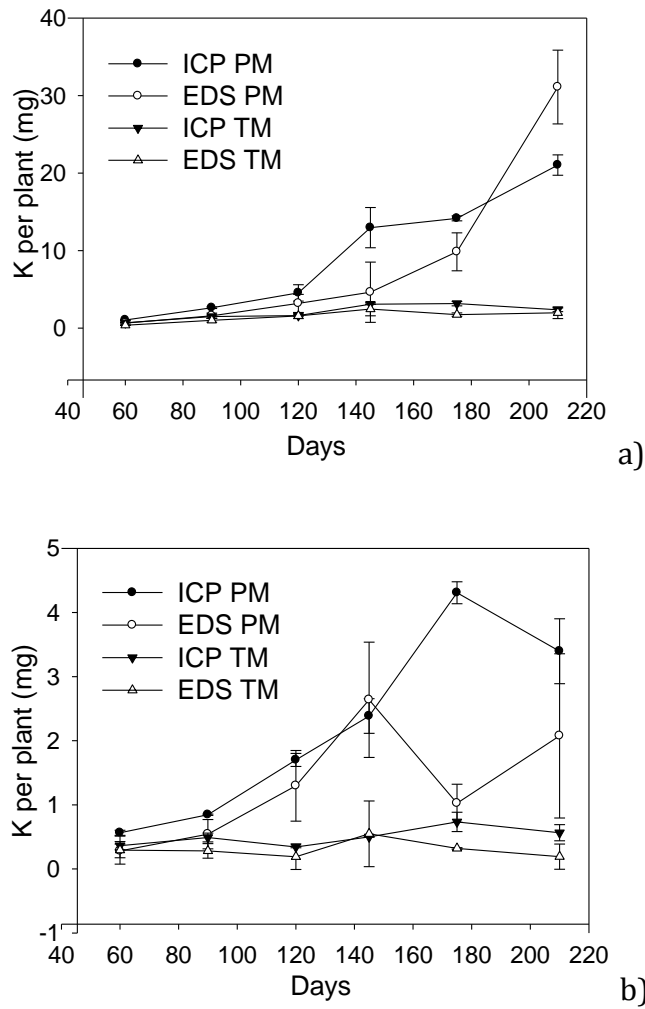 40
30
20
10
0
K per plant (mg)
ICP PM
EDS PM
ICP TM
EDS TM
40 60 80 100 120 140 160 180 200 220
Days
a)
5
4
3
2
1
0
-1
K per plant (mg)
ICP PM
EDS PM
ICP TM
EDS TM
40 60 80 100 120 140 160 180 200 220
Days
b)